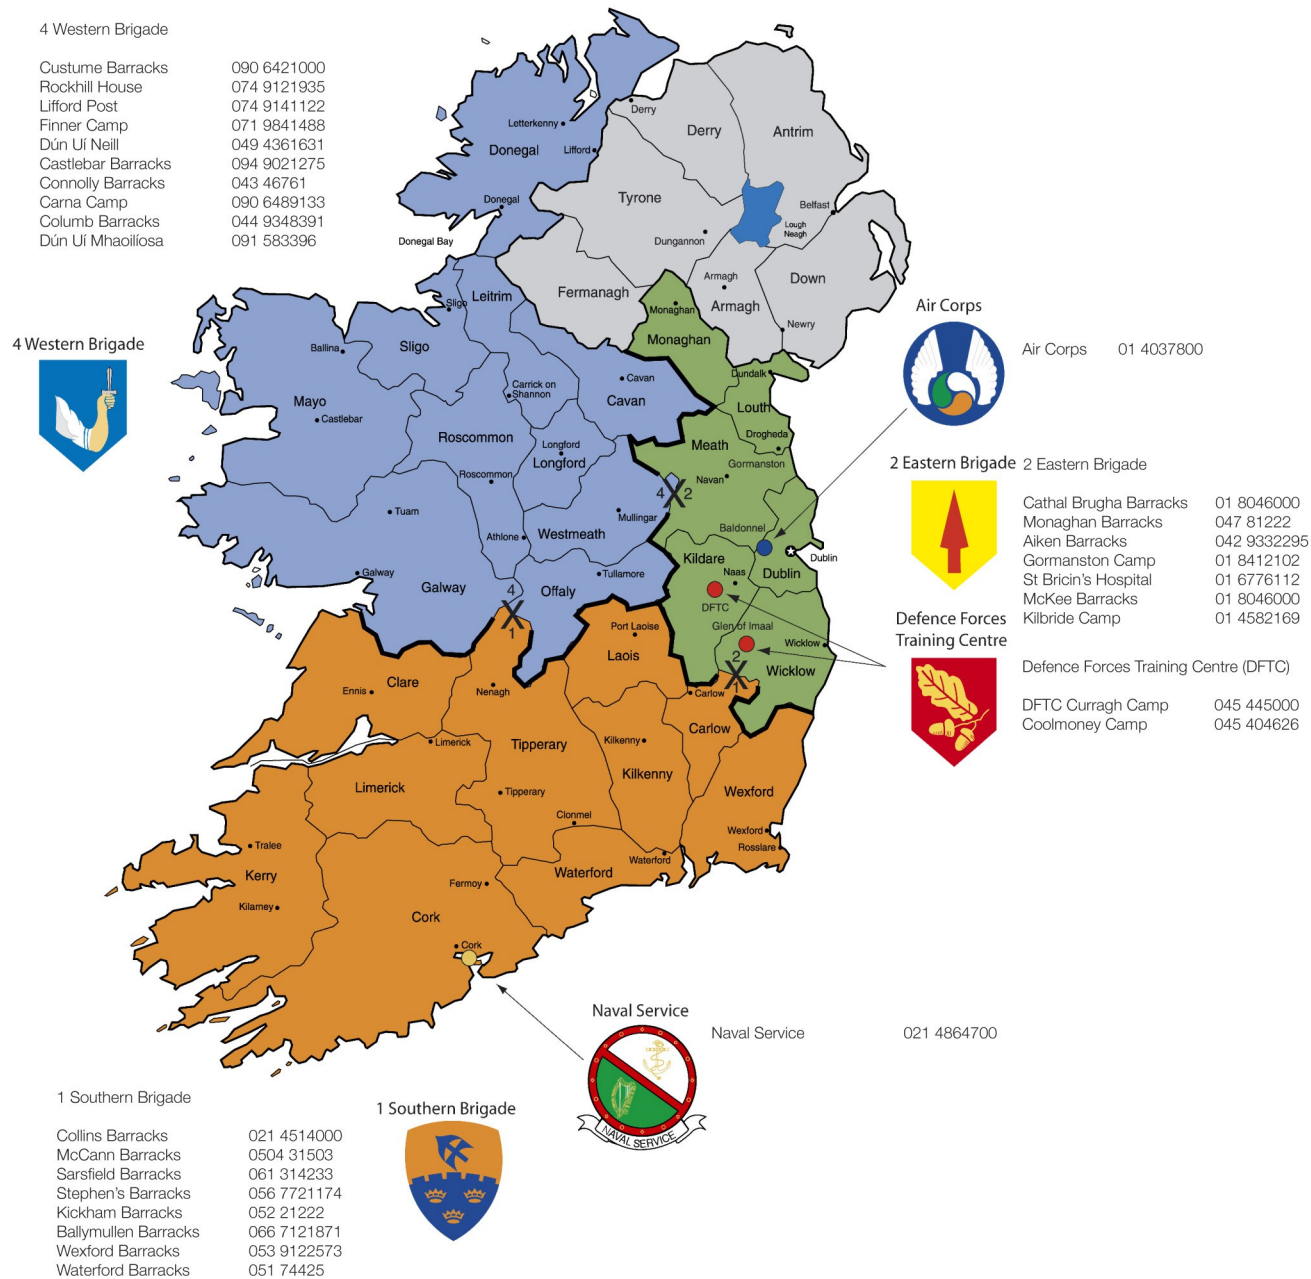 4 Western Brigade
Custume Barracks 090 6421000
Rockhill House 074 9121935
Lifford Post 074 9141122
Finner Camp 071 9841488
Dún Uí Neill 049 4361631
Castlebar Barracks 094 9021275
Connolly Barracks 043 46761
Carna Camp 090 6489133
Columb Barracks 044 9348391
Dún Uí Mhaoilíosa 091 583396
4 Western Brigade
Derry
Derry
Antrim
Letterkenny
Donegal
Lifford
Tyrone
Donegal
Belfast
Lough
Neagh
Donegal Bay
Dungannon
Armagh
Down
Fermanagh
Armagh
Leitrim
Sligo
Monaghan
Newry
Monaghan
Sligo
Ballina
Dundalk
Cavan
Carrick on
Shannon
Cavan
Mayo
Castlebar
Louth
Roscommon
Drogheda
Meath
Longford
Longford
Gormanston
Roscommon
Navan
4 2
Tuam
Mullingar
Athlone
Westmeath
Baldonnel
Dublin
Kildare
Naas
Dublin
Galway
Tullamore
Galway
Offaly
4
1
DFTC
Glen of Imaal
Port Laoise
Laois
Wicklow
2
Wicklow
1
Clare
Ennis
Nenagh
Carlow
Carlow
Limerick
Tipperary
Kilkenny
Kilkenny
Limerick
Tipperary
Wexford
Clonmel
Wexford
Rosslare
Tralee
Waterford
Waterford
Kerry
Fermoy
Kilarney
Cork
Cork
Air Corps
Air Corps 01 4037800
2 Eastern Brigade
2 Eastern Brigade
Cathal Brugha Barracks 01 8046000
Monaghan Barracks 047 81222
Aiken Barracks 042 9332295
Gormanston Camp 01 8412102
St Bricin's Hospital 01 6776112
McKee Barracks 01 8046000
Kilbride Camp 01 4582169
Defence Forces
Training Centre
Defence Forces Training Centre (DFTC)
DFTC Curragh Camp 045 445000
Coolmoney Camp 045 404626
Naval Service
Naval Service 021 4864700
NAVAL SERVICE
1 Southern Brigade
Collins Barracks 021 4514000
McCann Barracks 0504 31503
Sarsfield Barracks 061 314233
Stephen's Barracks 056 7721174
Kickham Barracks 052 21222
Ballymullen Barracks 066 7121871
Wexford Barracks 053 9122573
Waterford Barracks 051 74425
1 Southern Brigade